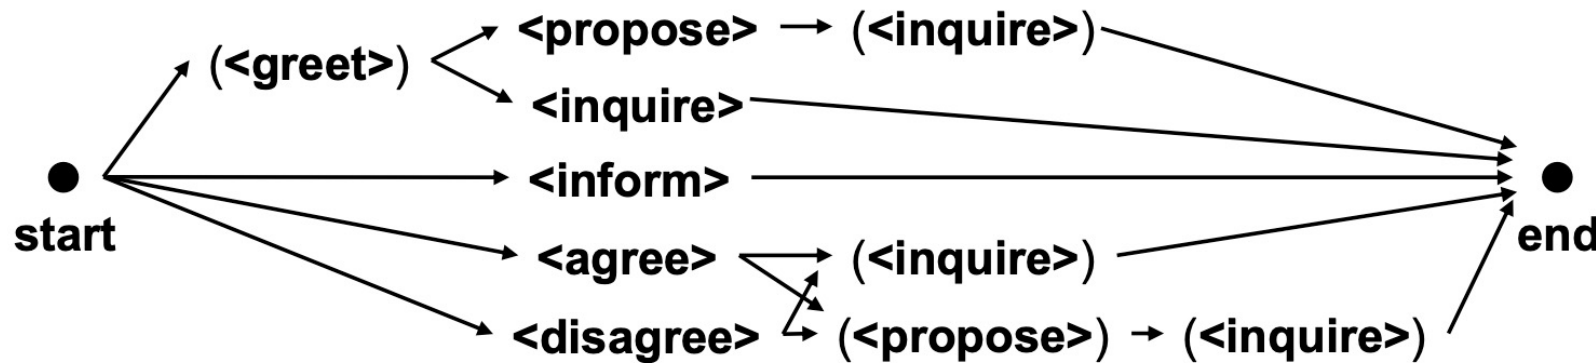 <propose> (<inquire>)
(<greet>)
<inquire>
<inform>
start end
<agree> (<inquire>)
<disagree> (<propose>) (<inquire>)